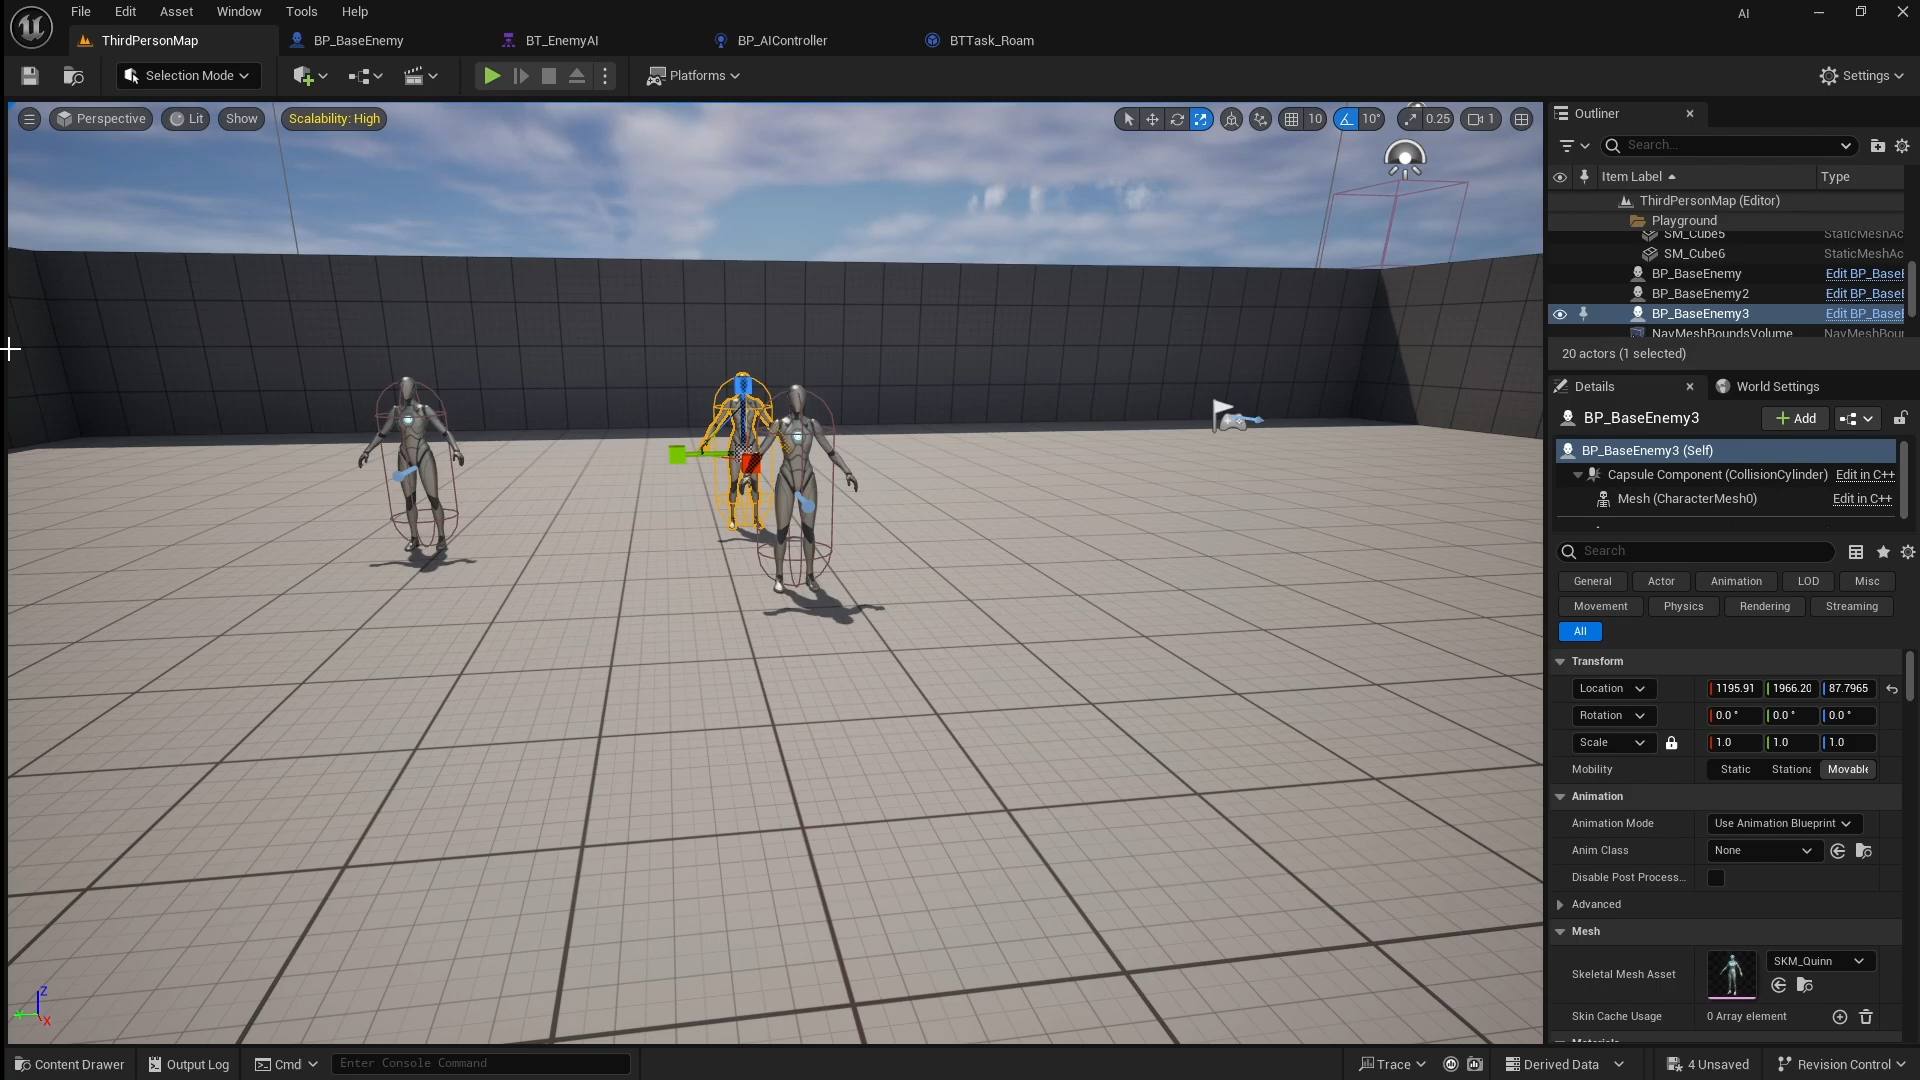 File Edit Asset Window Tools Help
AI
ThirdPersonMap BP_BaseEnemy BT_EnemyAI BP_AIController BTTask_Roam
Selection Mode Platforms Settings
Perspective Lit Show Scalability: High 10 10° 0.25 1
Outliner
Search...
Item Label Type
ThirdPersonMap (Editor)
Playground
SM_Cube5 StaticMeshAc
SM_Cube6 StaticMeshAc
BP_BaseEnemy Edit BP_BaseE
BP_BaseEnemy2 Edit BP_BaseE
BP_BaseEnemy3 Edit BP_BaseE
NavMeshBoundsVolume NavMeshBour
20 actors (1 selected)
Details World Settings
BP_BaseEnemy3 Add
BP_BaseEnemy3 (Self)
Capsule Component (CollisionCylinder) Edit in C++
Mesh (CharacterMesh0) Edit in C++
Search
General Actor Animation LOD Misc
Movement Physics Rendering Streaming
All
Transform
Location 1195.91 1966.20 87.7965
Rotation 0.0 ° 0.0 ° 0.0 °
Scale 1.0 1.0 1.0
Mobility Static Stationa Movable
Animation
Animation Mode Use Animation Blueprint
Anim Class None
Disable Post Process...
Advanced
Mesh
Skeletal Mesh Asset SKM_Quinn
Skin Cache Usage 0 Array element
Z
X
Content Drawer Output Log Cmd Enter Console Command Trace Derived Data 4 Unsaved Revision Control